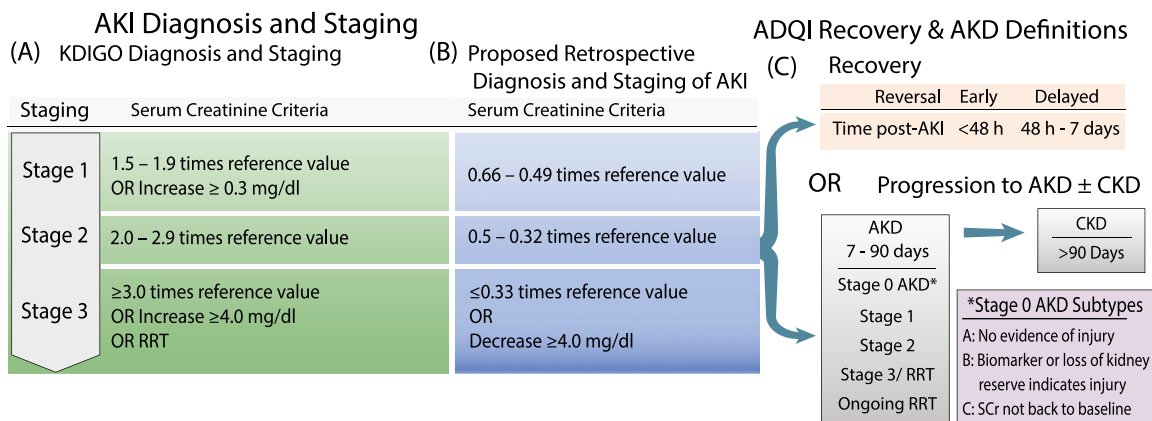 AKI Diagnosis and Staging
(A) KDIGO Diagnosis and Staging
(B) Proposed Retrospective
Diagnosis and Staging of AKI
Staging
Serum Creatinine Criteria
Serum Creatinine Criteria
Stage 1
1.5 – 1.9 times reference value
OR Increase ≥ 0.3 mg/dl
0.66 – 0.49 times reference value
Stage 2
2.0 – 2.9 times reference value
0.5 – 0.32 times reference value
Stage 3
≥3.0 times reference value
OR Increase ≥4.0 mg/dl
OR RRT
≤0.33 times reference value
OR
Decrease ≥4.0 mg/dl
ADQI Recovery & AKD Definitions
(C) Recovery
Reversal Early Delayed
Time post-AKI <48 h 48 h - 7 days
OR Progression to AKD ± CKD
AKD
7 - 90 days
Stage 0 AKD*
Stage 1
Stage 2
Stage 3/ RRT
Ongoing RRT
CKD
>90 Days
*Stage 0 AKD Subtypes
A: No evidence of injury
B: Biomarker or loss of kidney
reserve indicates injury
C: SCr not back to baseline